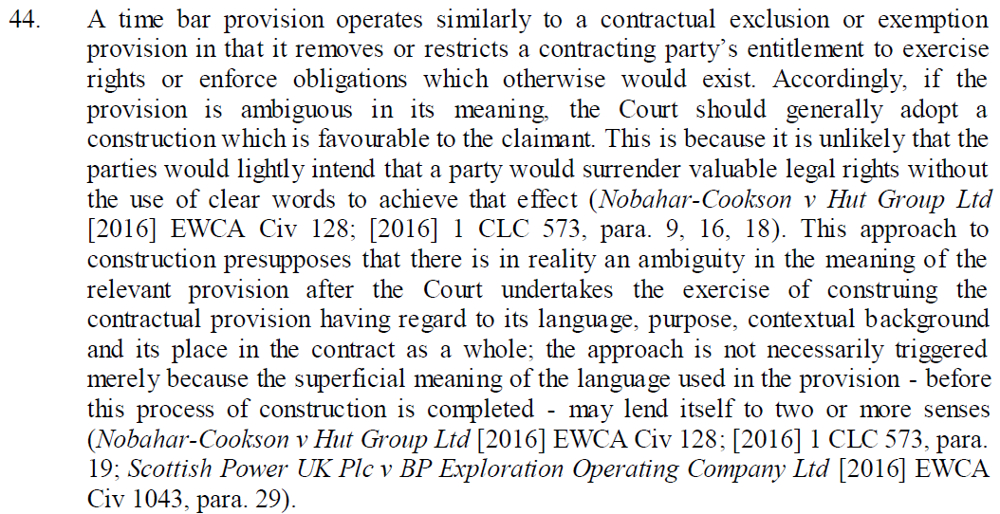 44. A time bar provision operates similarly to a contractual exclusion or exemption
provision in that it removes or restricts a contracting party’s entitlement to exercise
rights or enforce obligations which otherwise would exist. Accordingly, if the
provision is ambiguous in its meaning, the Court should generally adopt a
construction which is favourable to the claimant. This is because it is unlikely that the
parties would lightly intend that a party would surrender valuable legal rights without
the use of clear words to achieve that effect (Nobahar-Cookson v Hut Group Ltd
[2016] EWCA Civ 128; [2016] 1 CLC 573, para. 9, 16, 18). This approach to
construction presupposes that there is in reality an ambiguity in the meaning of the
relevant provision after the Court undertakes the exercise of construing the
contractual provision having regard to its language, purpose, contextual background
and its place in the contract as a whole; the approach is not necessarily triggered
merely because the superficial meaning of the language used in the provision - before
this process of construction is completed - may lend itself to two or more senses
(Nobahar-Cookson v Hut Group Ltd [2016] EWCA Civ 128; [2016] 1 CLC 573, para.
19; Scottish Power UK Plc v BP Exploration Operating Company Ltd [2016] EWCA
Civ 1043, para. 29).